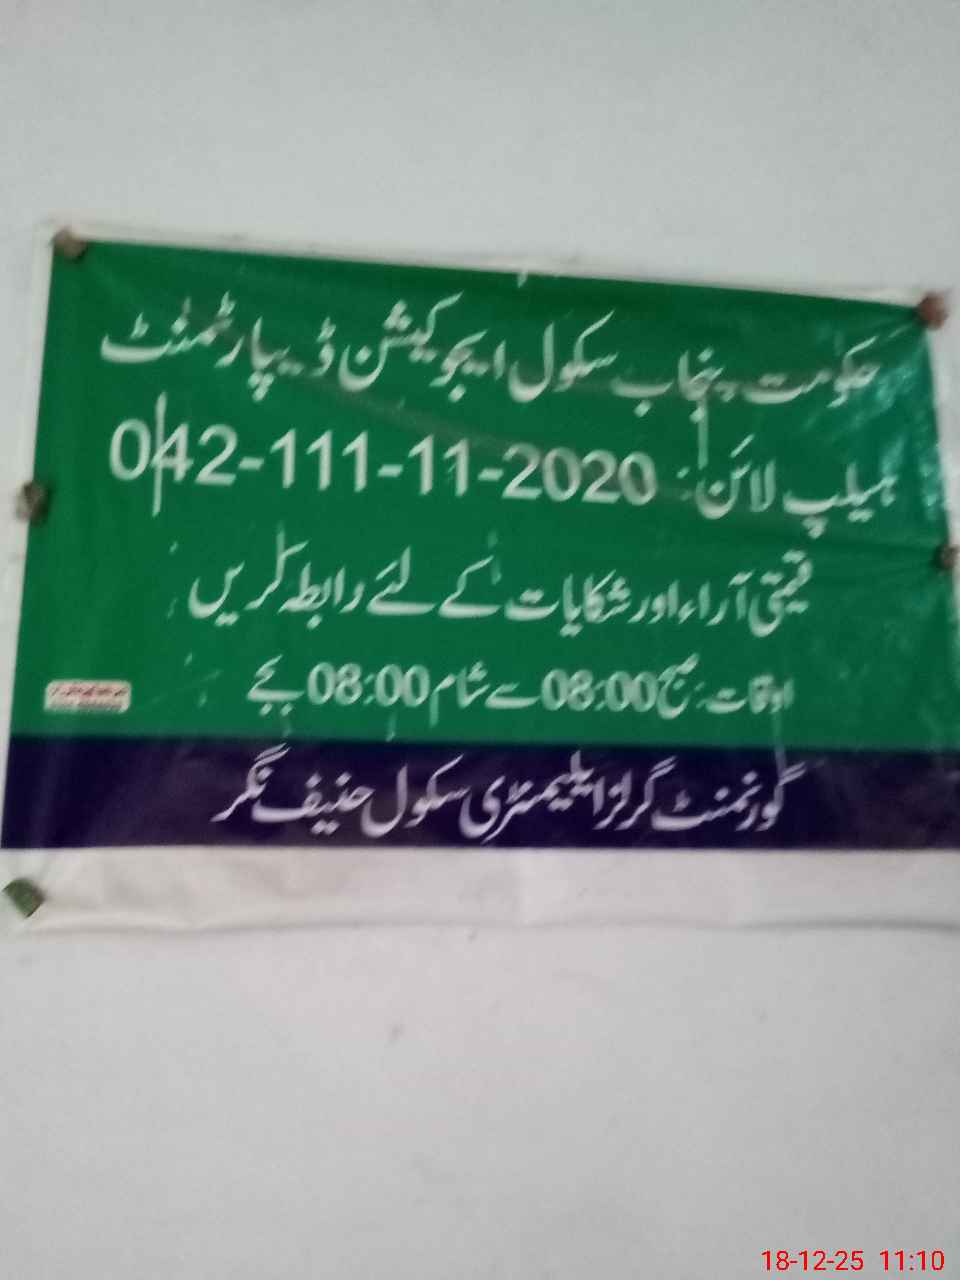 حکومت پنجاب سکول ایجوکیشن ڈیپارٹمنٹ
ہیلپ لائن: 042-111-11-2020
قیمتی آراء اور شکایات کے لئے رابطہ کریں
اوقات: صبح 08:00 سے شام 08:00 بجے
گورنمنٹ گرلز ایلیمنٹری سکول حنیف نگر
18-12-25 11:10